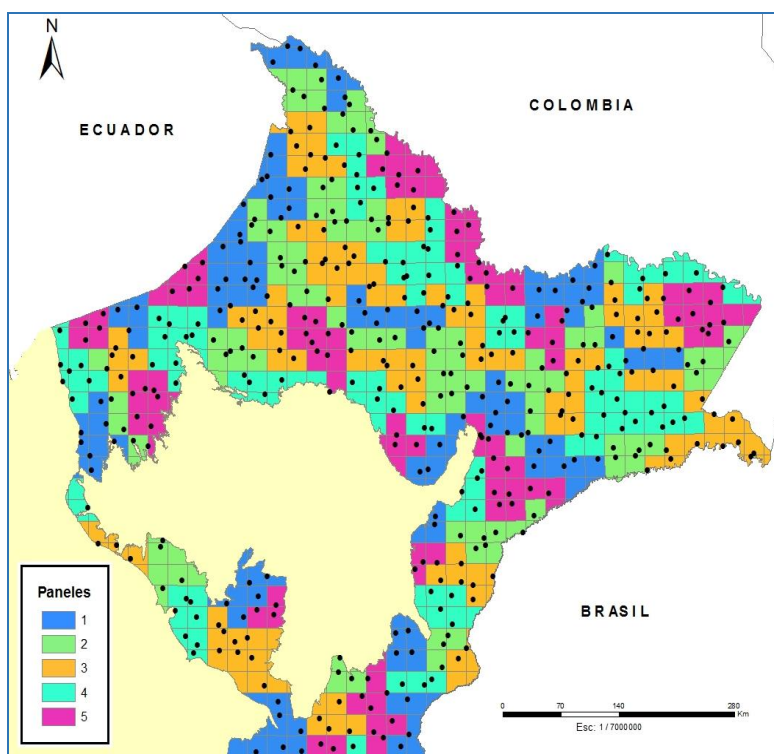 N
COLOMBIA
ECUADOR
Paneles
1
2
3
4
5
BRASIL
0 70 140 280
Km
Esc: 1 / 7000000